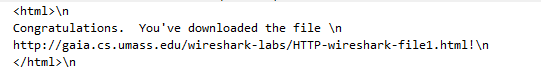 <html>\n
Congratulations.  You've downloaded the file \n
http://gaia.cs.umass.edu/wireshark-labs/HTTP-wireshark-file1.html!\n
</html>\n